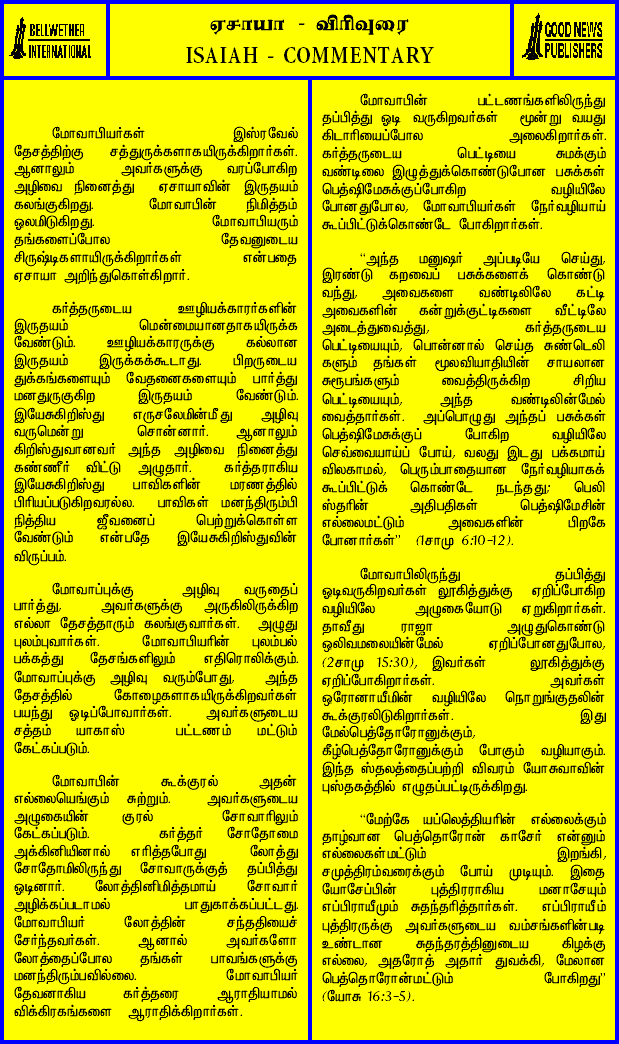 BELLWETHER
INTERNATIONAL
ஏசாயா - விரிவுரை
ISAIAH - COMMENTARY
GOOD NEWS
PUBLISHERS
மோவாபியர்கள் இஸ்ரவேல்
தேசத்திற்கு சத்துருக்களாகயிருக்கிறார்கள்.
ஆனாலும் அவர்களுக்கு வரப்போகிற
அழிவை நினைத்து ஏசாயாவின் இருதயம்
கலங்குகிறது. மோவாபின் நிமித்தம்
ஓலமிடுகிறது. மோவாபியரும்
தங்களைப்போல தேவனுடைய
சிருஷ்டிகளாயிருக்கிறார்கள் என்பதை
ஏசாயா அறிந்துகொள்கிறார்.
கர்த்தருடைய ஊழியக்காரர்களின்
இருதயம் மென்மையானதாகயிருக்க
வேண்டும். ஊழியக்காரருக்கு கல்லான
இருதயம் இருக்கக்கூடாது. பிறருடைய
துக்கங்களையும் வேதனைகளையும் பார்த்து
மனதுருகுகிற இருதயம் வேண்டும்.
இயேசுகிறிஸ்து எருசலேமின்மீது அழிவு
வருமென்று சொன்னார். ஆனாலும்
கிறிஸ்துவானவர் அந்த அழிவை நினைத்து
கண்ணீர் விட்டு அழுதார். கர்த்தராகிய
இயேசுகிறிஸ்து பாவிகளின் மரணத்தில்
பிரியப்படுகிறவரல்ல. பாவிகள் மனந்திரும்பி
நித்திய ஜீவனைப் பெற்றுக்கொள்ள
வேண்டும் என்பதே இயேசுகிறிஸ்துவின்
விருப்பம்.
மோவாப்புக்கு அழிவு வருதைப்
பார்த்து, அவர்களுக்கு அருகிலிருக்கிற
எல்லா தேசத்தாரும் கலங்குவார்கள். அழுது
புலம்புவார்கள். மோவாபியரின் புலம்பல்
பக்கத்து தேசங்களிலும் எதிரொலிக்கும்.
மோவாப்புக்கு அழிவு வரும்போது, அந்த
தேசத்தில் கோழைகளாகயிருக்கிறவர்கள்
பயந்து ஓடிப்போவார்கள். அவர்களுடைய
சத்தம் யாகாஸ் பட்டணம் மட்டும்
கேட்கப்படும்.
மோவாபின் கூக்குரல் அதன்
எல்லையெங்கும் சுற்றும். அவர்களுடைய
அழுகையின் குரல் சோவாரிலும்
கேட்கப்படும். கர்த்தர் சோதோமை
அக்கினியினால் எரித்தபோது லோத்து
சோதோமிலிருந்து சோவாருக்குத் தப்பித்து
ஓடினார். லோத்தினிமித்தமாய் சோவார்
அழிக்கப்படாமல் பாதுகாக்கப்பட்டது.
மோவாபியர் லோத்தின் சந்ததியைச்
சேர்ந்தவர்கள். ஆனால் அவர்களோ
லோத்தைப்போல தங்கள் பாவங்களுக்கு
மனந்திரும்பவில்லை. மோவாபியர்
தேவனாகிய கர்த்தரை ஆராதியாமல்
விக்கிரகங்களை ஆராதிக்கிறார்கள்.
மோவாபின் பட்டணங்களிலிருந்து
தப்பித்து ஓடி வருகிறவர்கள் மூன்று வயது
கிடாரியைப்போல அலைகிறார்கள்.
கர்த்தருடைய பெட்டியை சுமக்கும்
வண்டிலை இழுத்துக்கொண்டுபோன பசுக்கள்
பெத்ஷிமேசுக்குப்போகிற வழியிலே
போனதுபோல, மோவாபியர்கள் நேர்வழியாய்
கூப்பிட்டுக்கொண்டே போகிறார்கள்.
“அந்த மனுஷர் அப்படியே செய்து,
இரண்டு கறவைப் பசுக்களைக் கொண்டு
வந்து, அவைகளை வண்டிலிலே கட்டி
அவைகளின் கன்றுக்குட்டிகளை வீட்டிலே
அடைத்துவைத்து, கர்த்தருடைய
பெட்டியையும், பொன்னால் செய்த சுண்டெலி
களும் தங்கள் மூலவியாதியின் சாயலான
சுரூபங்களும் வைத்திருக்கிற சிறிய
பெட்டியையும், அந்த வண்டிலின்மேல்
வைத்தார்கள். அப்பொழுது அந்தப் பசுக்கள்
பெத்ஷிமேசுக்குப் போகிற வழியிலே
செவ்வையாய்ப் போய், வலது இடது பக்கமாய்
விலகாமல், பெரும்பாதையான நேர்வழியாகக்
கூப்பிட்டுக் கொண்டே நடந்தது; பெலி
ஸ்தரின் அதிபதிகள் பெத்ஷிமேசின்
எல்லைமட்டும் அவைகளின் பிறகே
போனார்கள்” (1சாமு 6:10-12).
மோவாபிலிருந்து தப்பித்து
ஓடிவருகிறவர்கள் லூகித்துக்கு ஏறிப்போகிற
வழியிலே அழுகையோடு ஏறுகிறார்கள்.
தாவீது ராஜா அழுதுகொண்டு
ஒலிவமலையின்மேல் ஏறிப்போனதுபோல,
(2சாமு 15:30), இவர்கள் லூகித்துக்கு
ஏறிப்போகிறார்கள். அவர்கள்
ஒரோனாயீமின் வழியிலே நொறுங்குதலின்
கூக்குரலிடுகிறார்கள். இது
மேல்பெத்தோரோனுக்கும்,
கீழ்பெத்தோரோனுக்கும் போகும் வழியாகும்.
இந்த ஸ்தலத்தைப்பற்றி விவரம் யோசுவாவின்
புஸ்தகத்தில் எழுதப்பட்டிருக்கிறது.
“மேற்கே யப்லெத்தியரின் எல்லைக்கும்
தாழ்வான பெத்தொரோன் காசேர் என்னும்
எல்லைகள்மட்டும் இறங்கி,
சமுத்திரம்வரைக்கும் போய் முடியும். இதை
யோசேப்பின் புத்திரராகிய மனாசேயும்
எப்பிராயீமும் சுதந்தரித்தார்கள். எப்பிராயீம்
புத்திரருக்கு அவர்களுடைய வம்சங்களின்படி
உண்டான சுதந்தரத்தினுடைய கிழக்கு
எல்லை, அதரோத் அதார் துவக்கி, மேலான
பெத்தொரோன்மட்டும் போகிறது”
(யோசு 16:3-5).